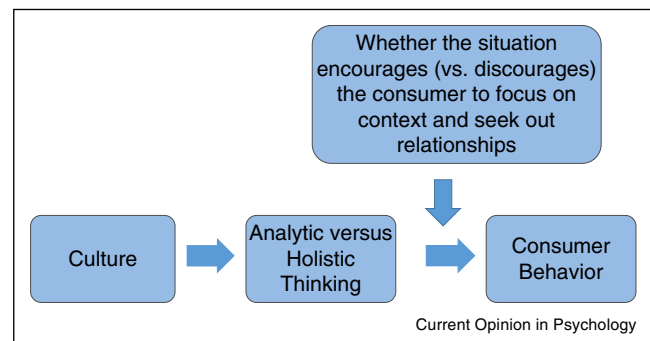 Whether the situation
encourages (vs. discourages)
the consumer to focus on
context and seek out
relationships
Culture
Analytic versus
Holistic
Thinking
Consumer
Behavior
Current Opinion in Psychology